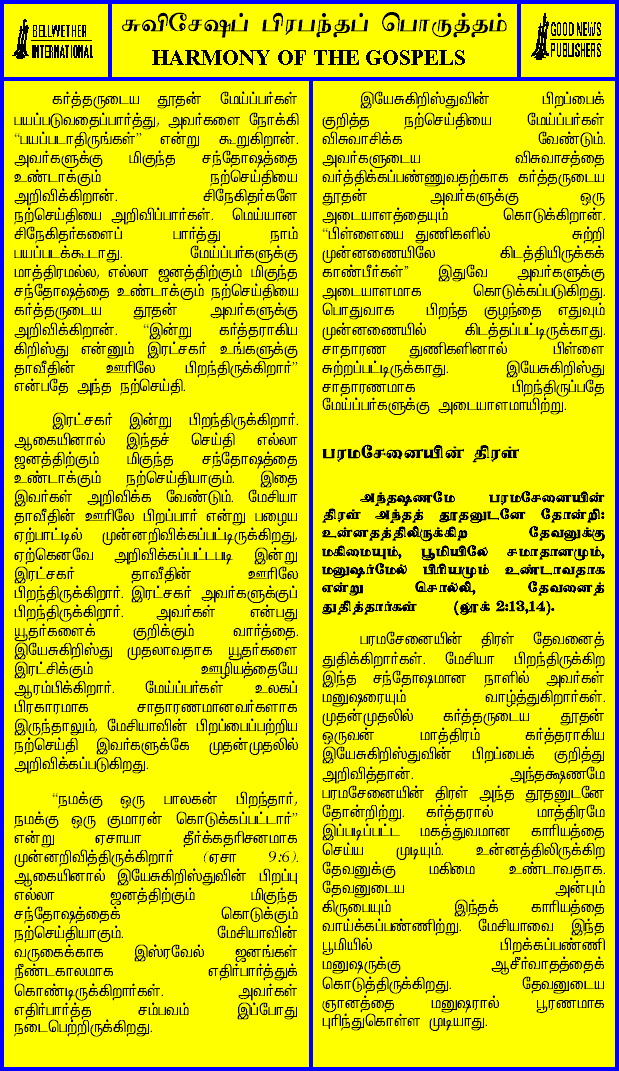 BELLWETHER
INTERNATIONAL
சுவிசேஷப் பிரபந்தப் பொருத்தம்
HARMONY OF THE GOSPELS
GOOD NEWS
PUBLISHERS
கர்த்தருடைய தூதன் மேய்ப்பர்கள்
பயப்படுவதைப்பார்த்து, அவர்களை நோக்கி
“பயப்படாதிருங்கள்” என்று கூறுகிறான்.
அவர்களுக்கு மிகுந்த சந்தோஷத்தை
உண்டாக்கும் நற்செய்தியை
அறிவிக்கிறான். சிநேகிதர்களே
நற்செய்தியை அறிவிப்பார்கள். மெய்யான
சிநேகிதர்களைப் பார்த்து நாம்
பயப்படக்கூடாது. மேய்ப்பர்களுக்கு
மாத்திரமல்ல, எல்லா ஜனத்திற்கும் மிகுந்த
சந்தோஷத்தை உண்டாக்கும் நற்செய்தியை
கர்த்தருடைய தூதன் அவர்களுக்கு
அறிவிக்கிறான். “இன்று கர்த்தராகிய
கிறிஸ்து என்னும் இரட்சகர் உங்களுக்கு
தாவீதின் ஊரிலே பிறந்திருக்கிறார்”
என்பதே அந்த நற்செய்தி.
இரட்சகர் இன்று பிறந்திருக்கிறார்.
ஆகையினால் இந்தச் செய்தி எல்லா
ஜனத்திற்கும் மிகுந்த சந்தோஷத்தை
உண்டாக்கும் நற்செய்தியாகும். இதை
இவர்கள் அறிவிக்க வேண்டும். மேசியா
தாவீதின் ஊரிலே பிறப்பார் என்று பழைய
ஏற்பாட்டில் முன்னறிவிக்கப்பட்டிருக்கிறது,
ஏற்கெனவே அறிவிக்கப்பட்டபடி இன்று
இரட்சகர் தாவீதின் ஊரிலே
பிறந்திருக்கிறார். இரட்சகர் அவர்களுக்குப்
பிறந்திருக்கிறார். அவர்கள் என்பது
யூதர்களைக் குறிக்கும் வார்த்தை.
இயேசுகிறிஸ்து முதலாவதாக யூதர்களை
இரட்சிக்கும் ஊழியத்தையே
ஆரம்பிக்கிறார். மேய்ப்பர்கள் உலகப்
பிரகாரமாக சாதாரணமானவர்களாக
இருந்தாலும், மேசியாவின் பிறப்பைப்பற்றிய
நற்செய்தி இவர்களுக்கே முதன்முதலில்
அறிவிக்கப்படுகிறது.
“நமக்கு ஒரு பாலகன் பிறந்தார்,
நமக்கு ஒரு குமாரன் கொடுக்கப்பட்டார்”
என்று ஏசாயா தீர்க்கதரிசனமாக
முன்னறிவித்திருக்கிறார் (ஏசா 9:6).
ஆகையினால் இயேசுகிறிஸ்துவின் பிறப்பு
எல்லா ஜனத்திற்கும் மிகுந்த
சந்தோஷத்தைக் கொடுக்கும்
நற்செய்தியாகும். மேசியாவின்
வருகைக்காக இஸ்ரவேல் ஜனங்கள்
நீண்டகாலமாக எதிர்பார்த்துக்
கொண்டிருக்கிறார்கள். அவர்கள்
எதிர்பார்த்த சம்பவம் இப்போது
நடைபெற்றிருக்கிறது.
இயேசுகிறிஸ்துவின் பிறப்பைக்
குறித்த நற்செய்தியை மேய்ப்பர்கள்
விசுவாசிக்க வேண்டும்.
அவர்களுடைய விசுவாசத்தை
வர்த்திக்கப்பண்ணுவதற்காக கர்த்தருடைய
தூதன் அவர்களுக்கு ஒரு
அடையாளத்தையும் கொடுக்கிறான்.
“பிள்ளையை துணிகளில் சுற்றி
முன்னணையிலே கிடத்தியிருக்கக்
காண்பீர்கள்” இதுவே அவர்களுக்கு
அடையாளமாக கொடுக்கப்படுகிறது.
பொதுவாக பிறந்த குழந்தை எதுவும்
முன்னணையில் கிடத்தப்பட்டிருக்காது.
சாதாரண துணிகளினால் பிள்ளை
சுற்றப்பட்டிருக்காது. இயேசுகிறிஸ்து
சாதாரணமாக பிறந்திருப்பதே
மேய்ப்பர்களுக்கு அடையாளமாயிற்று.
பரமசேனையின் திரள்
அந்தஷணமே பரமசேனையின்
திரள் அந்தத் தூதனுடனே தோன்றி:
உன்னதத்திலிருக்கிற தேவனுக்கு
மகிமையும், பூமியிலே சமாதானமும்,
மனுஷர்மேல் பிரியமும் உண்டாவதாக
என்று சொல்லி, தேவனைத்
துதித்தார்கள் (லூக் 2:13,14).
பரமசேனையின் திரள் தேவனைத்
துதிக்கிறார்கள். மேசியா பிறந்திருக்கிற
இந்த சந்தோஷமான நாளில் அவர்கள்
மனுஷரையும் வாழ்த்துகிறார்கள்.
முதன்முதலில் கர்த்தருடைய தூதன்
ஒருவன் மாத்திரம் கர்த்தராகிய
இயேசுகிறிஸ்துவின் பிறப்பைக் குறித்து
அறிவித்தான். அந்தக்ஷணமே
பரமசேனையின் திரள் அந்த தூதனுடனே
தோன்றிற்று. கர்த்தரால் மாத்திரமே
இப்படிப்பட்ட மகத்துவமான காரியத்தை
செய்ய முடியும். உன்னத்திலிருக்கிற
தேவனுக்கு மகிமை உண்டாவதாக.
தேவனுடைய அன்பும்
கிருபையும் இந்தக் காரியத்தை
வாய்க்கப்பண்ணிற்று. மேசியாவை இந்த
பூமியில் பிறக்கப்பண்ணி
மனுஷருக்கு ஆசீர்வாதத்தைக்
கொடுத்திருக்கிறது. தேவனுடைய
ஞானத்தை மனுஷரால் பூரணமாக
புரிந்துகொள்ள முடியாது.